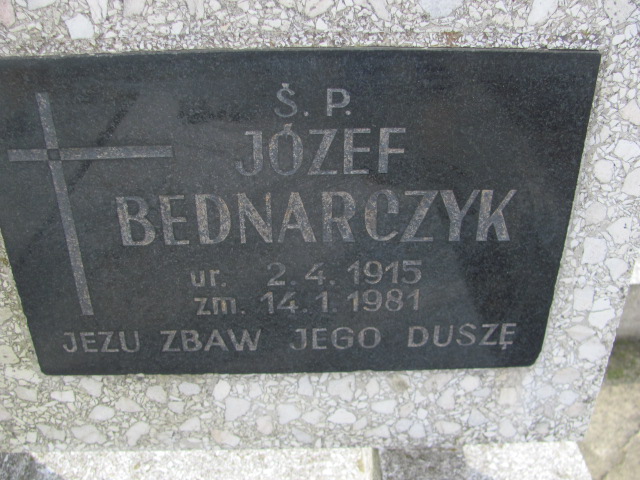 Ś. P.
JÓZEF
BEDNARCZYK
ur. 2.4.1915
zm. 14.1.1981
JEZU ZBAW JEGO DUSZĘ